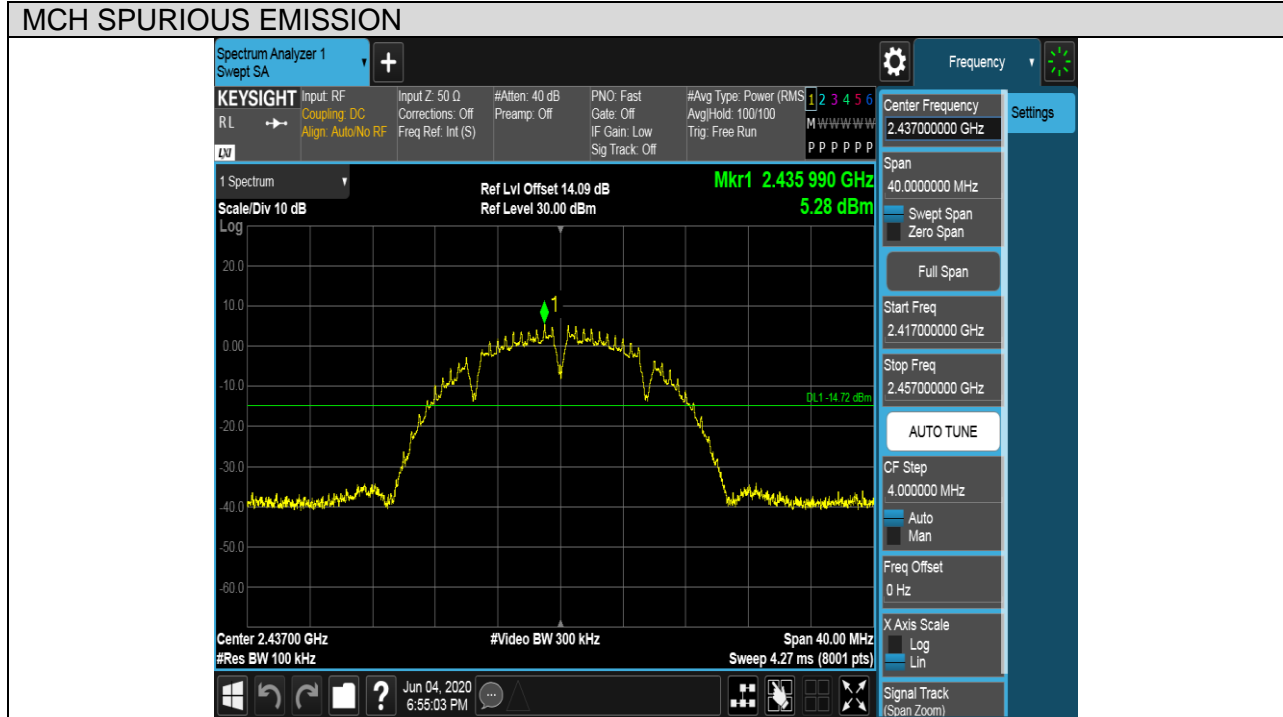 MCH SPURIOUS EMISSION
Spectrum Analyzer 1
Swept SA
Frequency
KEYSIGHT
RL
LXI
Input: RF
Coupling: DC
Align: Auto/No RF
Input Z: 50 Ω
Corrections: Off
Freq Ref: Int (S)
#Atten: 40 dB
Preamp: Off
PNO: Fast
Gate: Off
IF Gain: Low
Sig Track: Off
#Avg Type: Power (RMS
Avg|Hold: 100/100
Trig: Free Run
1 2 3 4 5 6
M W W W W W
P P P P P P
1 Spectrum
Scale/Div 10 dB
Ref Lvl Offset 14.09 dB
Ref Level 30.00 dBm
Mkr1 2.435 990 GHz
5.28 dBm
Log
20.0
10.0
0.00
-10.0
-20.0
-30.0
-40.0
-50.0
-60.0
1
DL1 -14.72 dBm
Center 2.43700 GHz
#Res BW 100 kHz
#Video BW 300 kHz
Span 40.00 MHz
Sweep 4.27 ms (8001 pts)
Center Frequency
2.437000000 GHz
Settings
Span
40.0000000 MHz
Swept Span
Zero Span
Full Span
Start Freq
2.417000000 GHz
Stop Freq
2.457000000 GHz
AUTO TUNE
CF Step
4.000000 MHz
Auto
Man
Freq Offset
0 Hz
X Axis Scale
Log
Lin
Signal Track
(Span Zoom)
?
Jun 04, 2020
6:55:03 PM